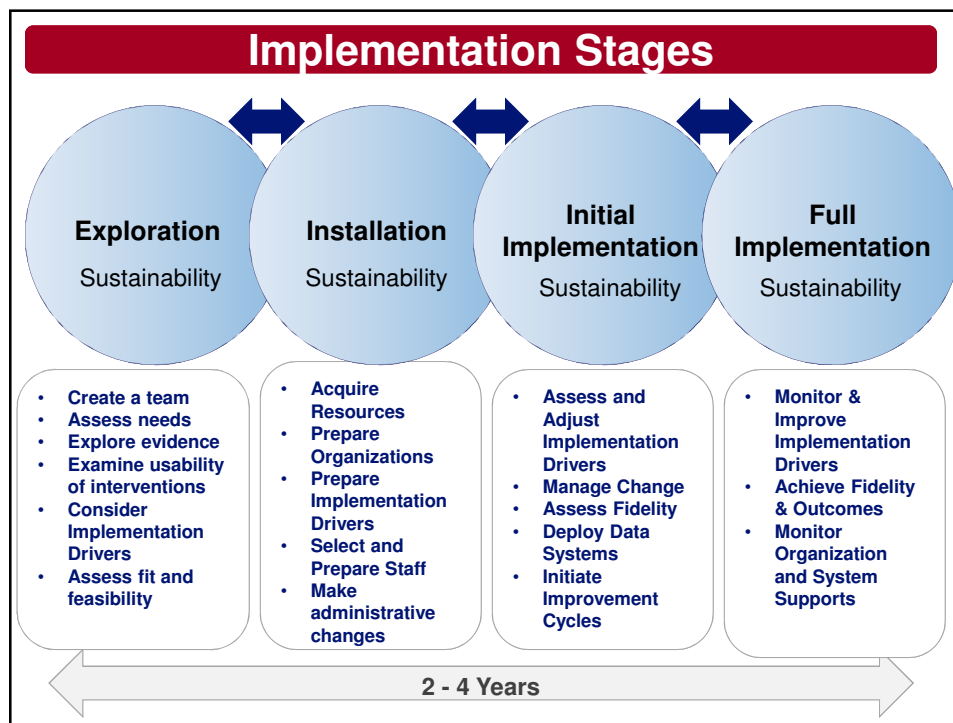 Implementation Stages
Exploration
Sustainability
Installation
Sustainability
Initial
Implementation
Sustainability
Full
Implementation
Sustainability
• Create a team
• Assess needs
• Explore evidence
• Examine usability
of interventions
• Consider
Implementation
Drivers
• Assess fit and
feasibility
• Acquire
Resources
• Prepare
Organizations
• Prepare
Implementation
Drivers
• Select and
Prepare Staff
• Make
administrative
changes
• Assess and
Adjust
Implementation
Drivers
• Manage Change
• Assess Fidelity
• Deploy Data
Systems
• Initiate
Improvement
Cycles
• Monitor &
Improve
Implementation
Drivers
• Achieve Fidelity
& Outcomes
• Monitor
Organization
and System
Supports
2 - 4 Years